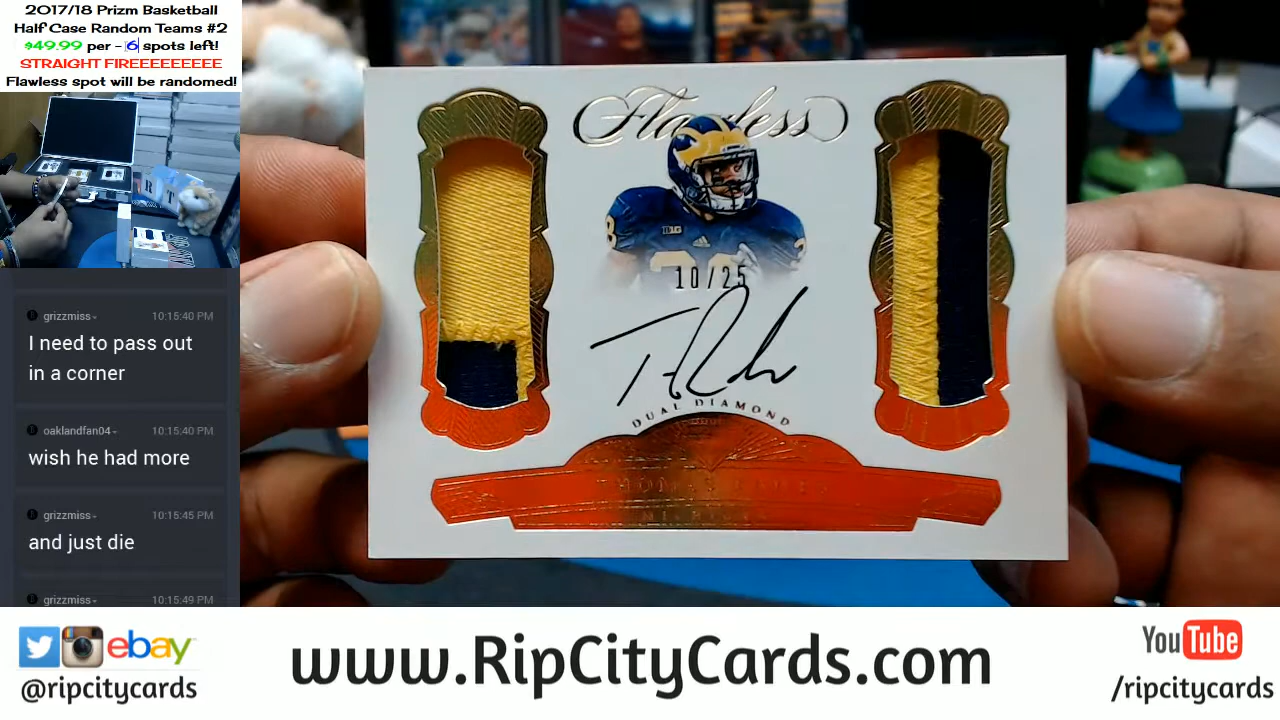 2017/18 Prizm Basketball
Half Case Random Teams #2
$49.99 per - 6 spots left!
STRAIGHT FIREEEEEEEEE
Flawless spot will be randomed!
R T
grizzmiss 10:15:40 PM
I need to pass out
in a corner
oaklandfan04 10:15:40 PM
wish he had more
grizzmiss 10:15:45 PM
and just die
grizzmiss 10:15:49 PM
Flawless
B1G
10/25
DUAL DIAMOND
ebay
@ripcitycards
www.RipCityCards.com
YouTube
/ripcitycards